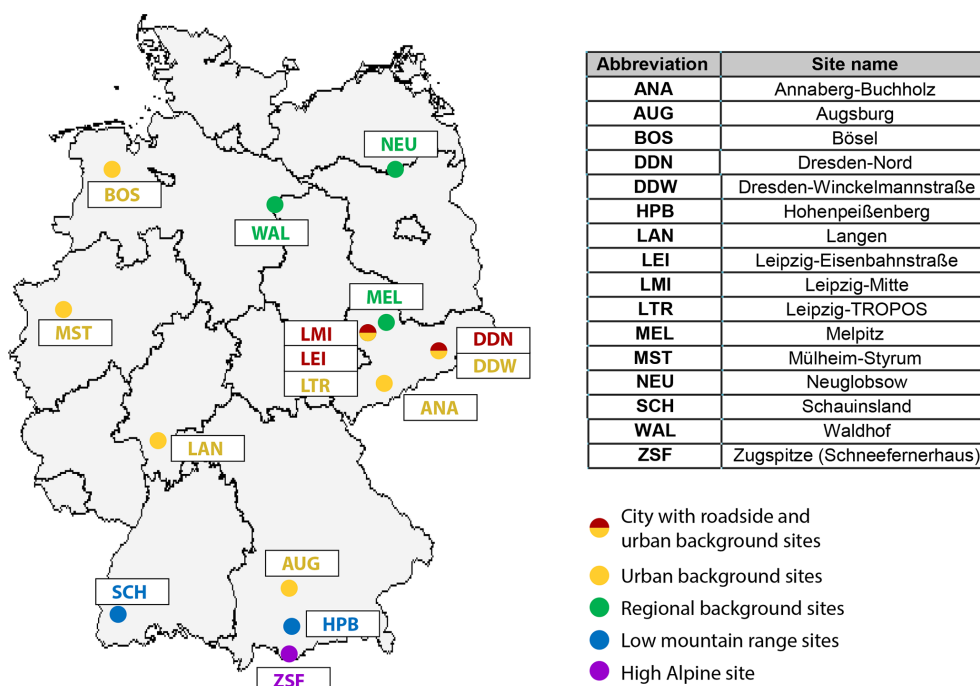 NEU
BOS
WAL
MEL
MST
LMI
LEI
LTR
DDN
DDW
ANA
LAN
AUG
SCH
HPB
ZSF
Abbreviation Site name
ANA Annaberg-Buchholz
AUG Augsburg
BOS Bösel
DDN Dresden-Nord
DDW Dresden-Winckelmannstraße
HPB Hohenpeißenberg
LAN Langen
LEI Leipzig-Eisenbahnstraße
LMI Leipzig-Mitte
LTR Leipzig-TROPOS
MEL Melpitz
MST Mülheim-Styrum
NEU Neuglobsow
SCH Schauinsland
WAL Waldhof
ZSF Zugspitze (Schneefernerhaus)
City with roadside and
urban background sites
Urban background sites
Regional background sites
Low mountain range sites
High Alpine site